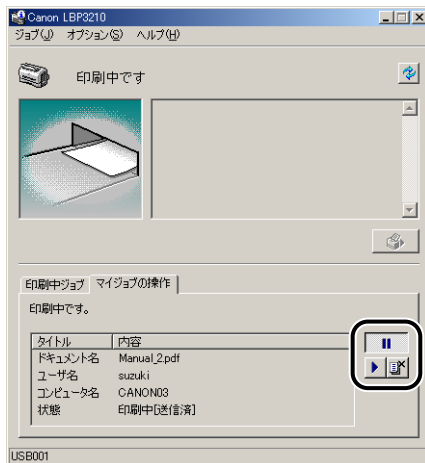 Canon LBP3210
ジョブ(J) オプション(S) ヘルプ(H)
印刷中です
印刷中ジョブ マイジョブの操作
印刷中です。
タイトル 内容
ドキュメント名 Manual_2.pdf
ユーザ名 suzuki
コンピュータ名 CANON03
状態 印刷中[送信済]
USB001